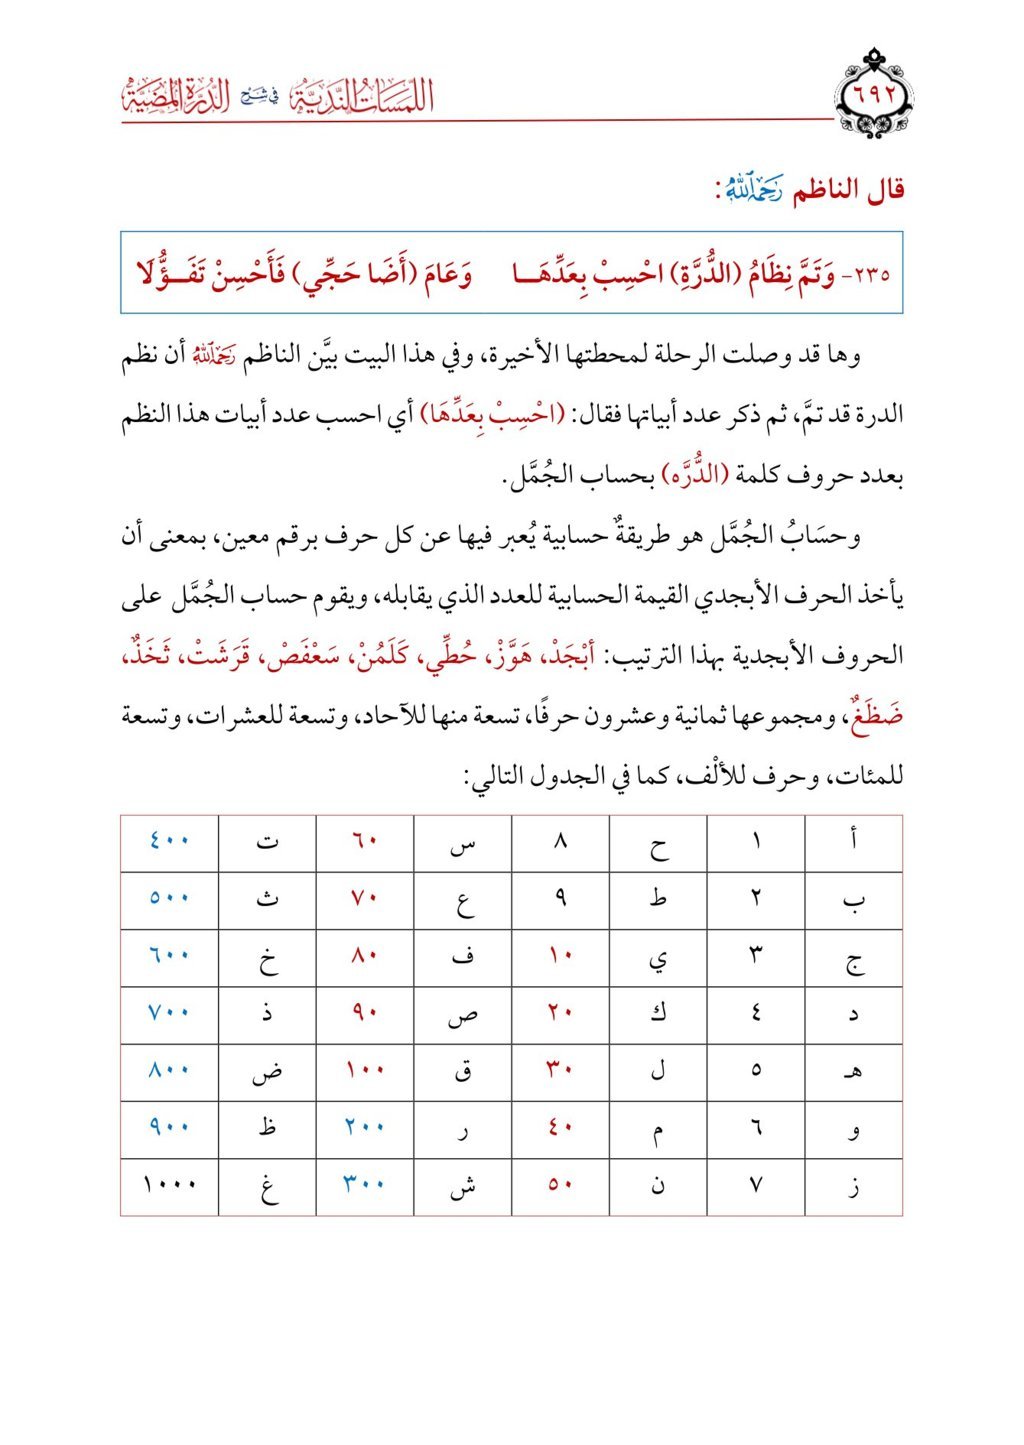 ٦٩٢
اللمسات الندية في شرح الدرة المضية
قال الناظم رَحِمَهُ ٱللَّهُ:
٢٣٥- وَتَمَّ نِظَامُ (الدُّرَّةِ) احْسِبْ بِعَدِّهَــا وَعَامَ (أَضَا حَجِّي) فَأَحْسِنْ تَفَــؤُّلَا
وها قد وصلت الرحلة لمحطتها الأخيرة، وفي هذا البيت بيَّن الناظم رَحِمَهُ ٱللَّهُ أن نظم
الدرة قد تمَّ، ثم ذكر عدد أبياتها فقال: (احْسِبْ بِعَدِّهَا) أي احسب عدد أبيات هذا النظم
بعدد حروف كلمة (الدُّرَّه) بحساب الجُمَّل.
وحسَابُ الجُمَّل هو طريقةٌ حسابية يُعبر فيها عن كل حرف برقم معين، بمعنى أن
يأخذ الحرف الأبجدي القيمة الحسابية للعدد الذي يقابله، ويقوم حساب الجُمَّل على
الحروف الأبجدية بهذا الترتيب: أبْجَدْ، هَوَّزْ، حُطِّي، كَلَمُنْ، سَعْفَصْ، قَرَشَتْ، ثَخَذٌ،
ضَظَغٌ، ومجموعها ثمانية وعشرون حرفًا، تسعة منها للآحاد، وتسعة للعشرات، وتسعة
للمئات، وحرف للألْف، كما في الجدول التالي:
أ ١ ح ٨ س ٦٠ ت ٤٠٠
ب ٢ ط ٩ ع ٧٠ ث ٥٠٠
ج ٣ ي ١٠ ف ٨٠ خ ٦٠٠
د ٤ ك ٢٠ ص ٩٠ ذ ٧٠٠
هـ ٥ ل ٣٠ ق ١٠٠ ض ٨٠٠
و ٦ م ٤٠ ر ٢٠٠ ظ ٩٠٠
ز ٧ ن ٥٠ ش ٣٠٠ غ ١٠٠٠